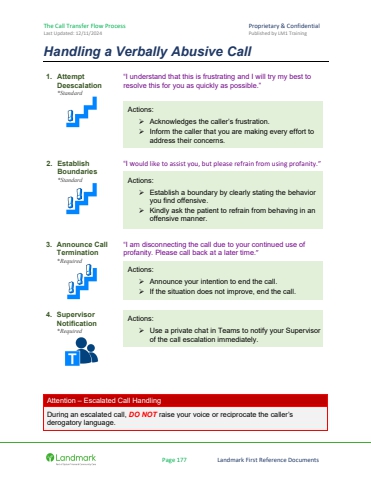 The Call Transfer Flow Process
Proprietary & Confidential
Last Updated: 12/11/2024
Published by LM1 Training
Handling a Verbally Abusive Call
1. Attempt
Deescalation
*Standard
"I understand that this is frustrating and I will try my best to
resolve this for you as quickly as possible."
Actions:
➢ Acknowledges the caller's frustration.
➢ Inform the caller that you are making every effort to
address their concerns.
2. Establish
Boundaries
*Standard
"I would like to assist you, but please refrain from using profanity."
Actions:
➢ Establish a boundary by clearly stating the behavior
you find offensive.
➢ Kindly ask the patient to refrain from behaving in an
offensive manner.
3. Announce Call
Termination
*Required
"I am disconnecting the call due to your continued use of
profanity. Please call back at a later time."
Actions:
➢ Announce your intention to end the call.
➢ If the situation does not improve, end the call.
4. Supervisor
Notification
*Required
Actions:
➢ Use a private chat in Teams to notify your Supervisor
of the call escalation immediately.
T
Attention – Escalated Call Handling
During an escalated call, DO NOT raise your voice or reciprocate the caller's
derogatory language.
Landmark
Page 177
Landmark First Reference Documents